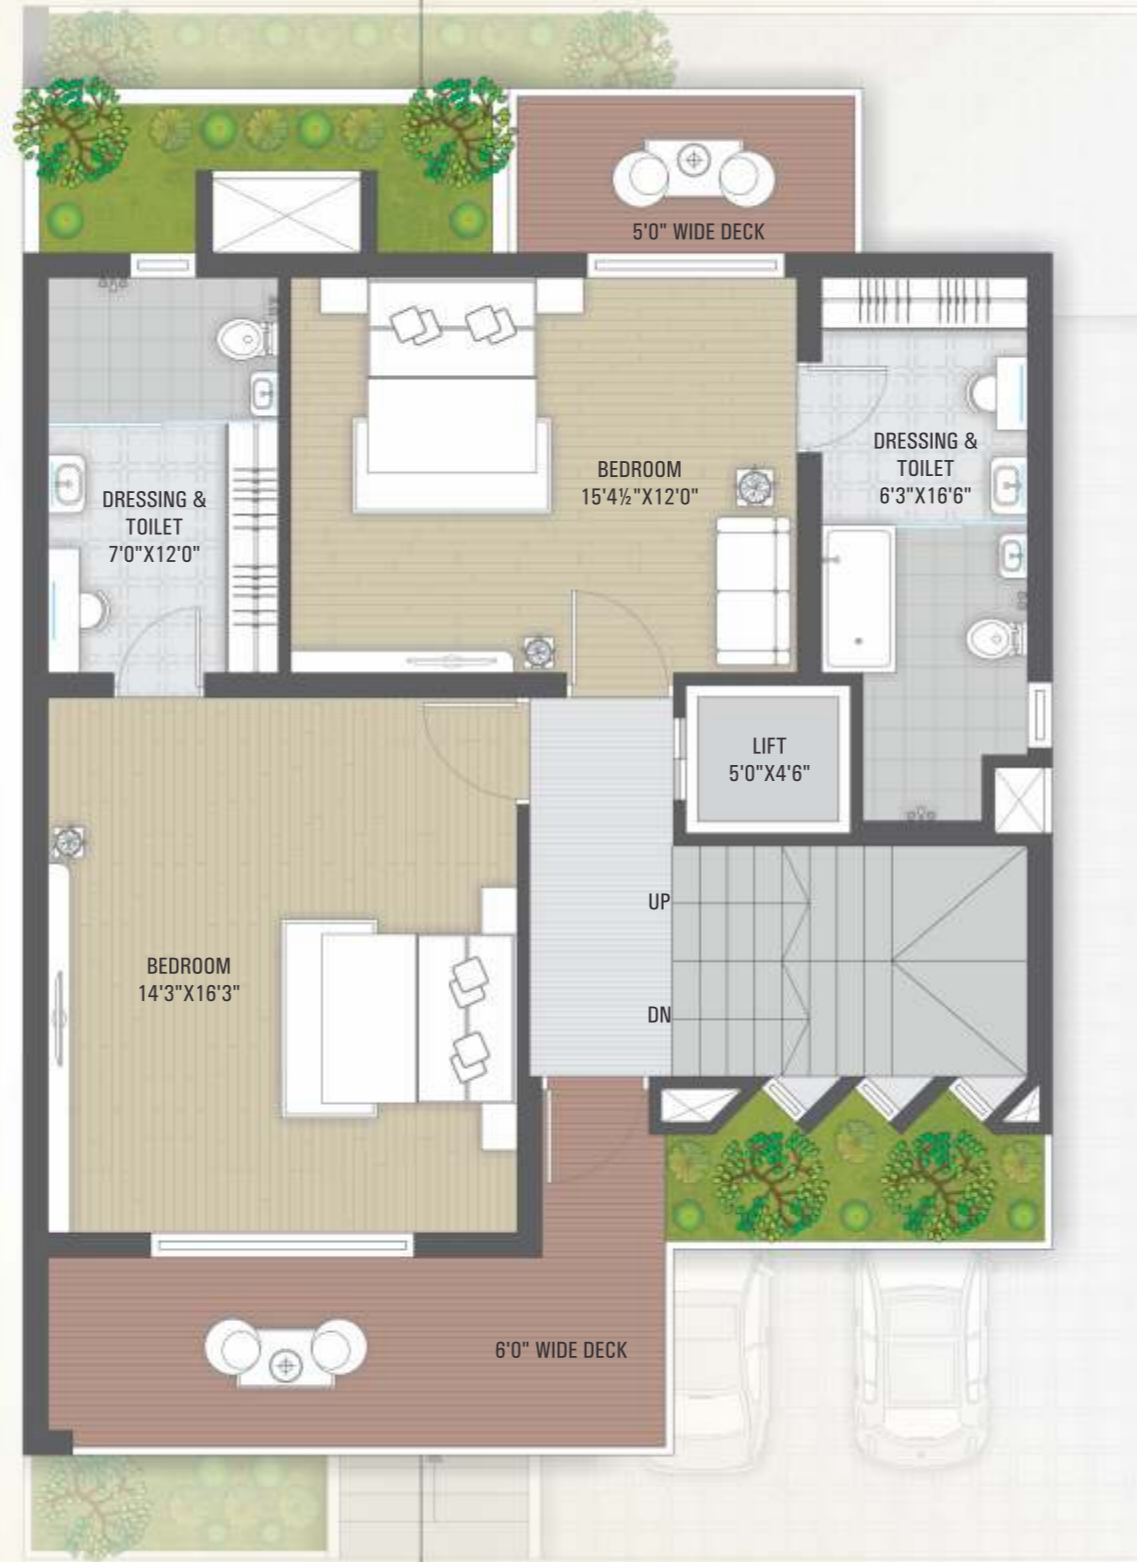 5'0" WIDE DECK
BEDROOM
15'4½"X12'0"
DRESSING &
TOILET
6'3"X16'6"
DRESSING &
TOILET
7'0"X12'0"
LIFT
5'0"X4'6"
UP
BEDROOM
14'3"X16'3"
DN
6'0" WIDE DECK